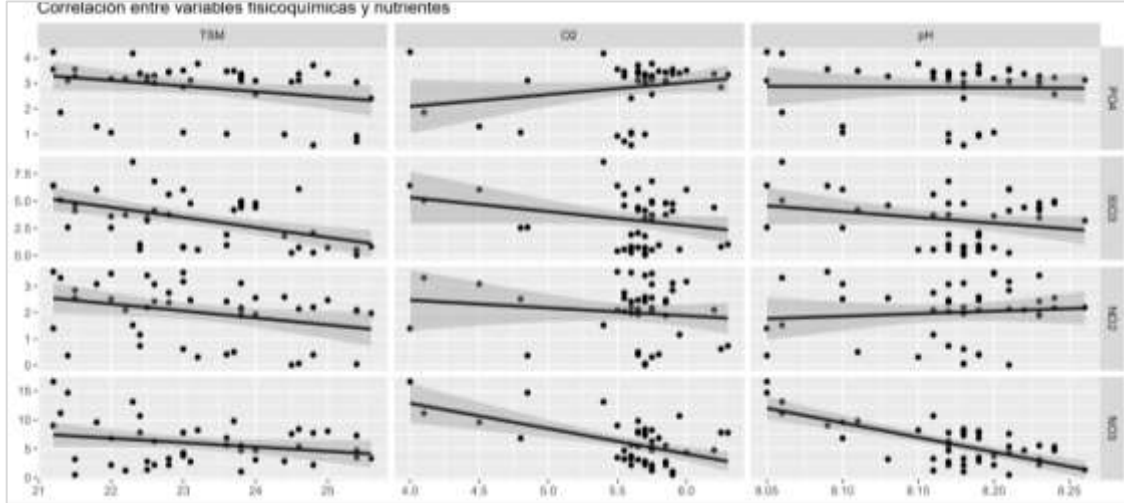 Correlación entre variables fisicoquímicas y nutrientes
TSM O2 pH
4 3 2 1 PO4
7.5 5.0 2.5 0.0 SIO3
3 2 1 0 NO2
15 10 5 0 NO3
21 22 23 24 25 4.0 4.5 5.0 5.5 6.0 8.05 8.10 8.15 8.20 8.25